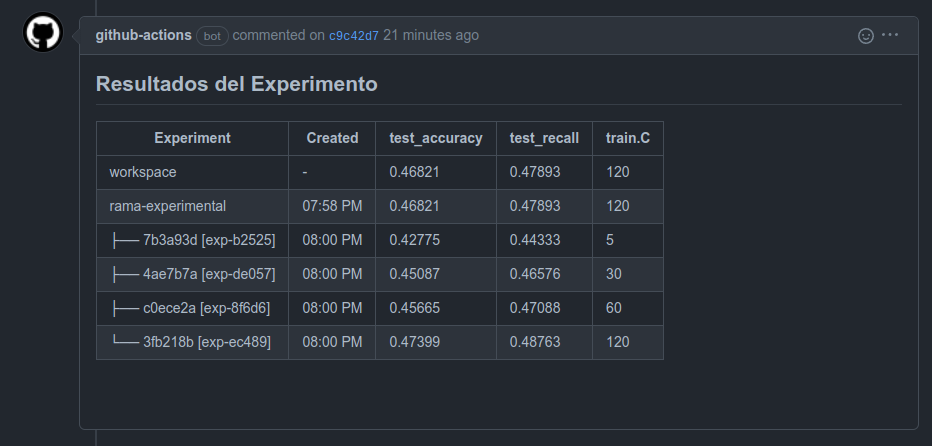 github-actions bot commented on c9c42d7 21 minutes ago
Resultados del Experimento
Experiment Created test_accuracy test_recall train.C
workspace - 0.46821 0.47893 120
rama-experimental 07:58 PM 0.46821 0.47893 120
├── 7b3a93d [exp-b2525] 08:00 PM 0.42775 0.44333 5
├── 4ae7b7a [exp-de057] 08:00 PM 0.45087 0.46576 30
├── c0ece2a [exp-8f6d6] 08:00 PM 0.45665 0.47088 60
└── 3fb218b [exp-ec489] 08:00 PM 0.47399 0.48763 120